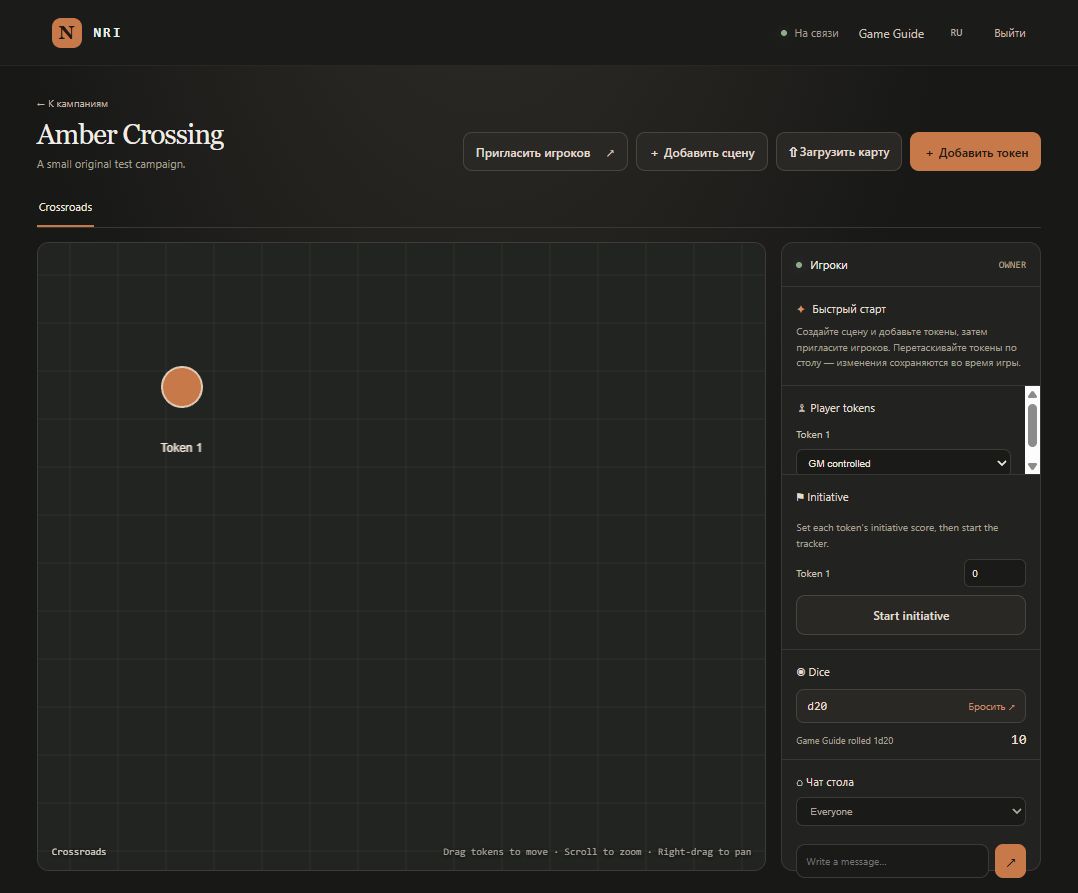 N NRI
На связи
Game Guide
RU
Выйти
← К кампаниям
Amber Crossing
A small original test campaign.
Пригласить игроков ↗
+ Добавить сцену
⇧ Загрузить карту
+ Добавить токен
Crossroads
Token 1
Crossroads
Drag tokens to move · Scroll to zoom · Right-drag to pan
Игроки
OWNER
✦ Быстрый старт
Создайте сцену и добавьте токены, затем
пригласите игроков. Перетаскивайте токены по
столу — изменения сохраняются во время игры.
Player tokens
Token 1
GM controlled
Initiative
Set each token's initiative score, then start the
tracker.
Token 1
0
Start initiative
Dice
d20
Бросить ↗
Game Guide rolled 1d20
10
Чат стола
Everyone
Write a message...
↗